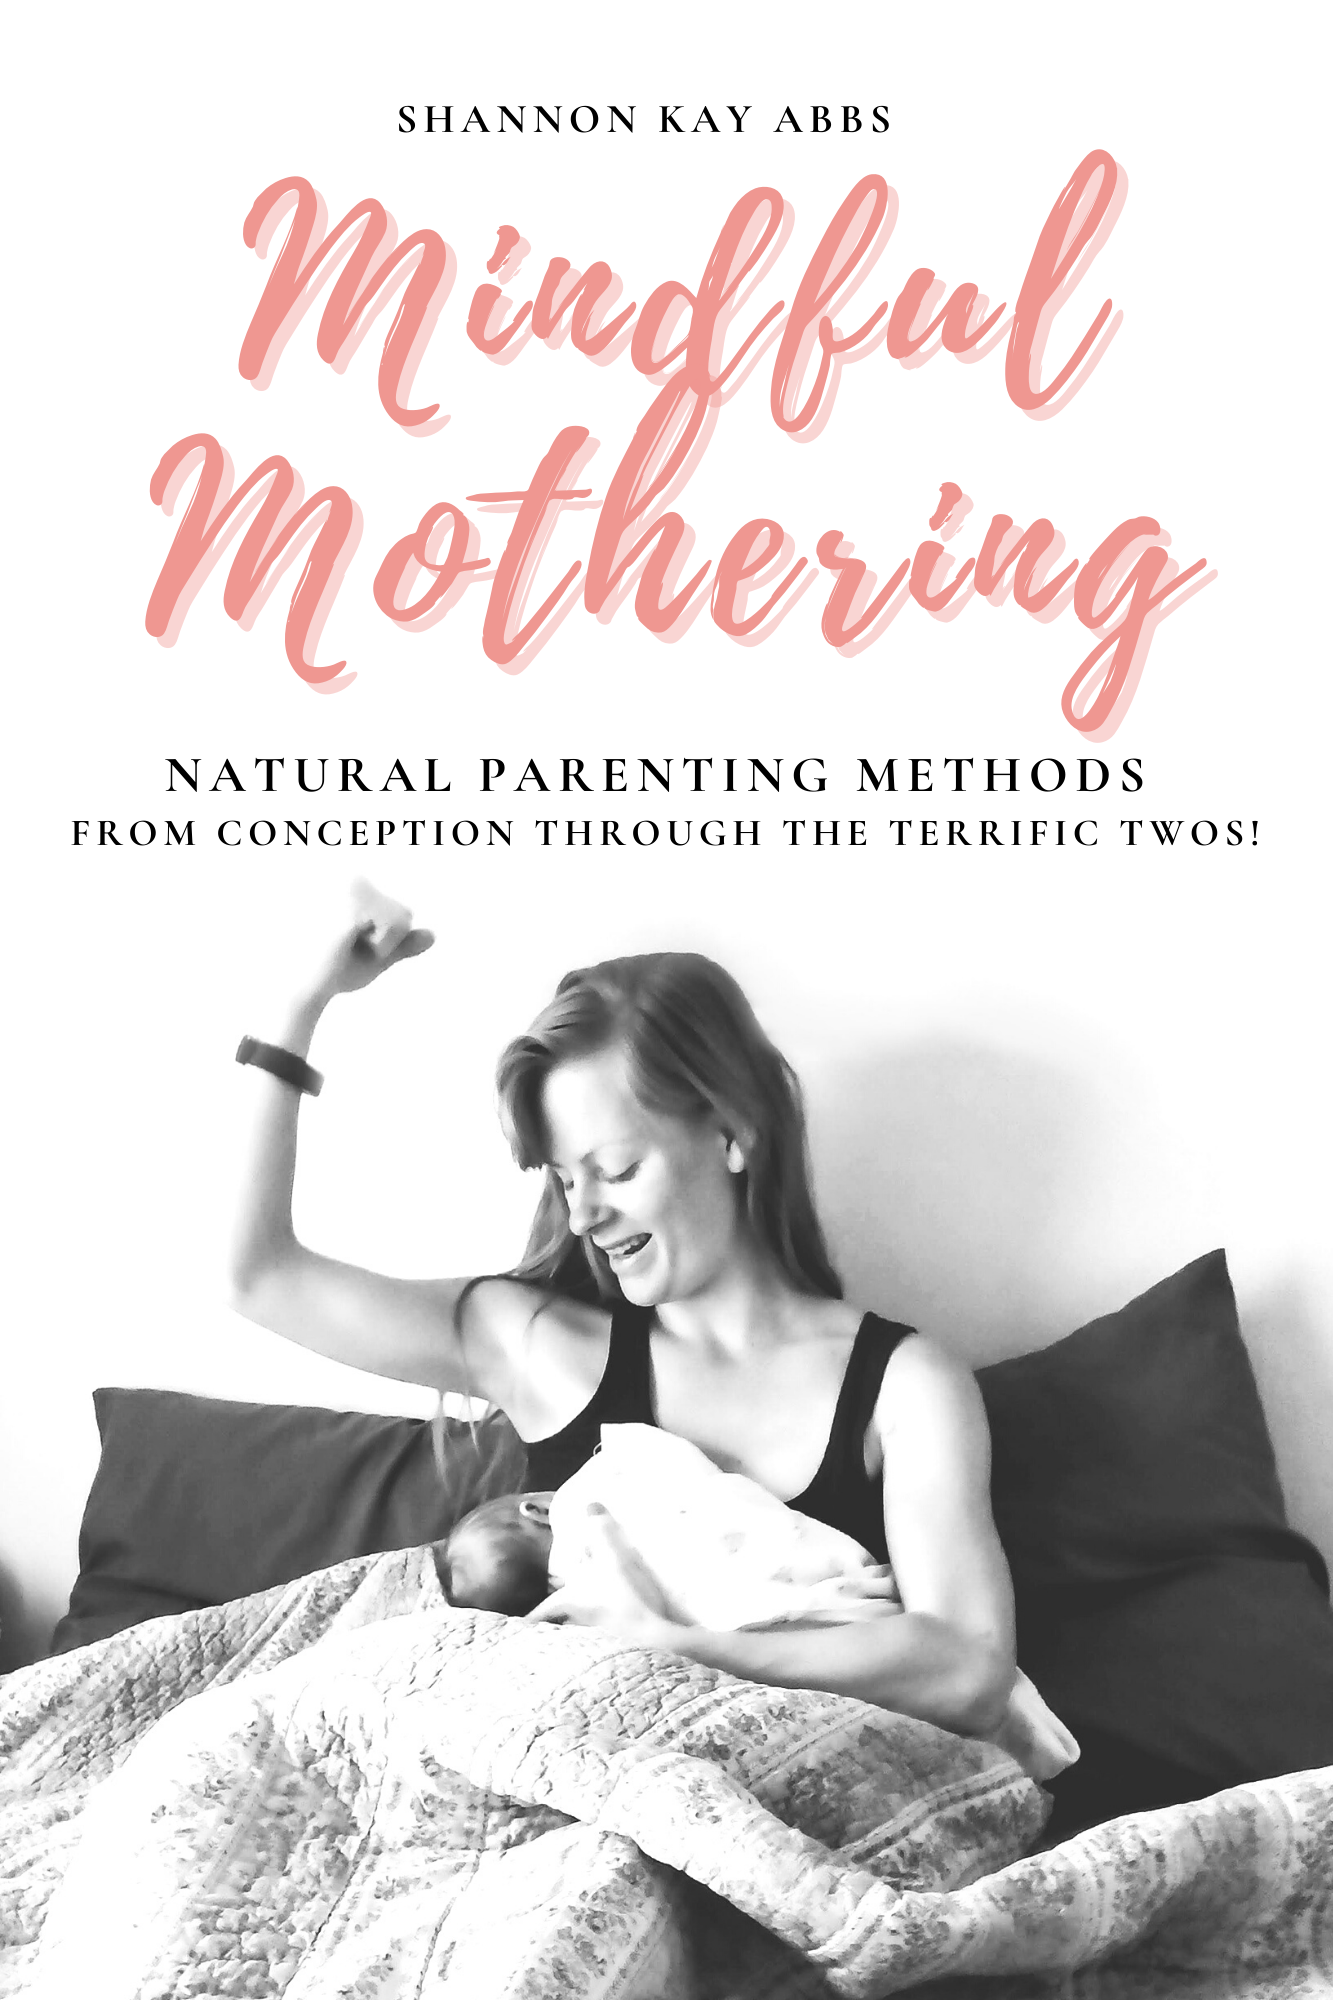 SHANNON KAY ABBS
Mindful
Mothering
NATURAL PARENTING METHODS
FROM CONCEPTION THROUGH THE TERRIFIC TWOS!